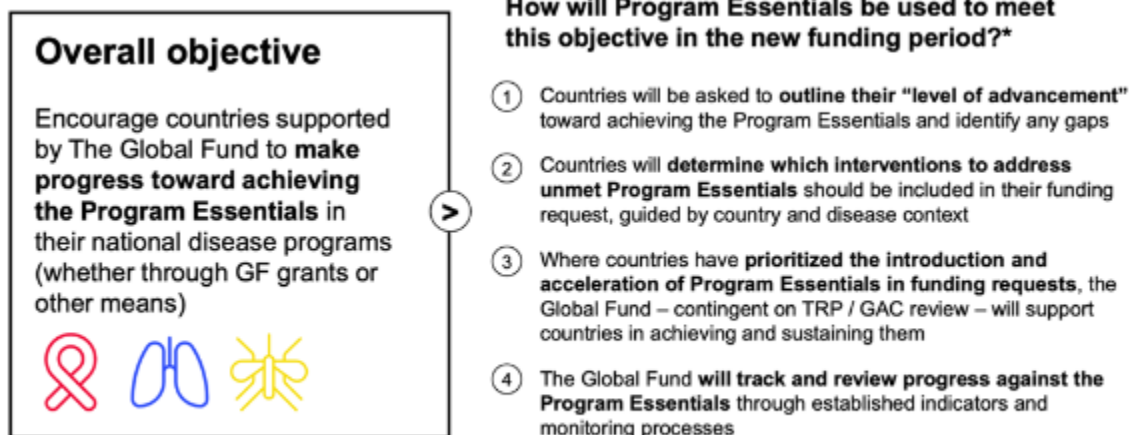 Overall objective
Encourage countries supported
by The Global Fund to make
progress toward achieving
the Program Essentials in
their national disease programs
(whether through GF grants or
other means)
>
How will Program Essentials be used to meet
this objective in the new funding period?*
1 Countries will be asked to outline their “level of advancement”
toward achieving the Program Essentials and identify any gaps
2 Countries will determine which interventions to address
unmet Program Essentials should be included in their funding
request, guided by country and disease context
3 Where countries have prioritized the introduction and
acceleration of Program Essentials in funding requests, the
Global Fund – contingent on TRP / GAC review – will support
countries in achieving and sustaining them
4 The Global Fund will track and review progress against the
Program Essentials through established indicators and
monitoring processes